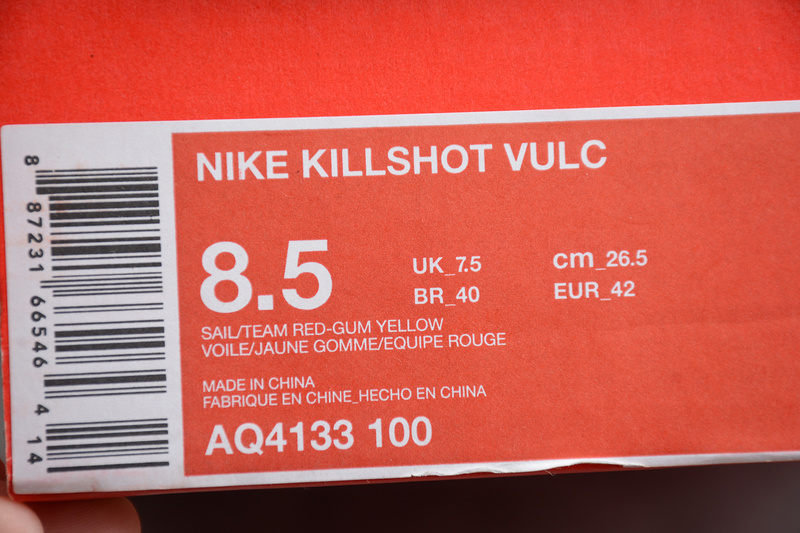 NIKE KILLSHOT VULC
8.5
UK_7.5
cm_26.5
BR_40
EUR_42
SAIL/TEAM RED-GUM YELLOW
VOILE/JAUNE GOMME/EQUIPE ROUGE
MADE IN CHINA
FABRIQUE EN CHINE_HECHO EN CHINA
AQ4133 100
8 87231 66546 4 14